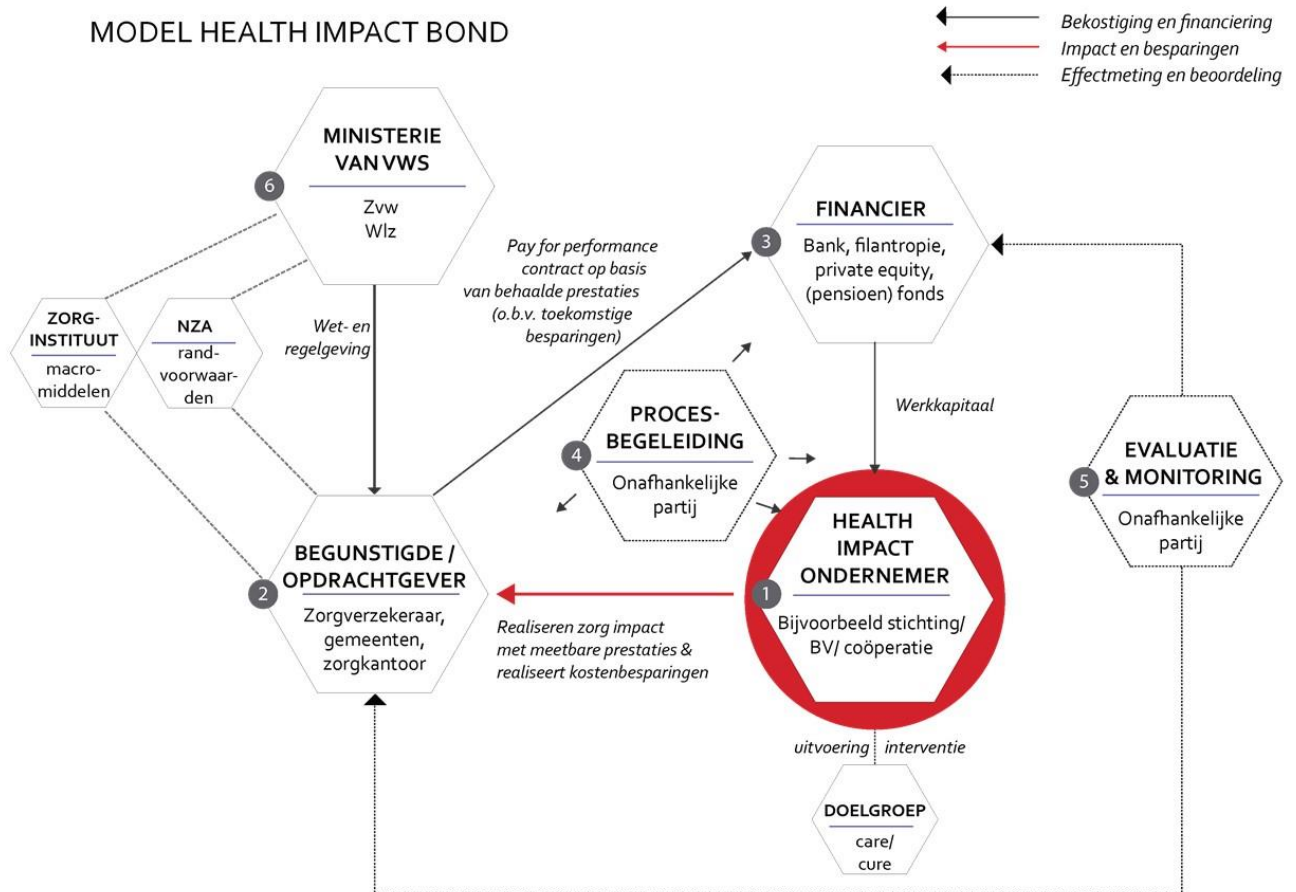 MODEL HEALTH IMPACT BOND
Bekostiging en financiering
Impact en besparingen
Effectmeting en beoordeling
6
MINISTERIE
VAN VWS
Zvw
Wlz
ZORG-
INSTITUUT
macro-
middelen
NZA
rand-
voorwaar-
den
Wet- en
regelgeving
Pay for performance
contract op basis
van behaalde prestaties
(o.b.v. toekomstige
besparingen)
3
FINANCIER
Bank, filantropie,
private equity,
(pensioen) fonds
Werkkapitaal
4
PROCES-
BEGELEIDING
Onafhankelijke
partij
5
EVALUATIE
& MONITORING
Onafhankelijke
partij
2
BEGUNSTIGDE /
OPDRACHTGEVER
Zorgverzekeraar,
gemeenten,
zorgkantoor
Realiseren zorg impact
met meetbare prestaties &
realiseert kostenbesparingen
1
HEALTH
IMPACT
ONDERNEMER
Bijvoorbeeld stichting/
BV/ coöperatie
uitvoering interventie
DOELGROEP
care/
cure